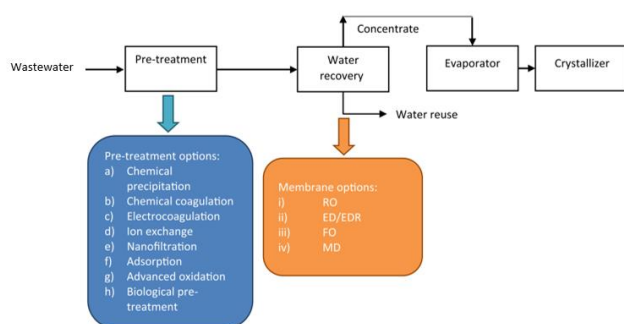 Concentrate
Wastewater
Pre-treatment
Water
recovery
Evaporator
Crystallizer
Water reuse
Pre-treatment options:
a) Chemical
precipitation
b) Chemical coagulation
c) Electrocoagulation
d) Ion exchange
e) Nanofiltration
f) Adsorption
g) Advanced oxidation
h) Biological pre-
treatment
Membrane options:
i) RO
ii) ED/EDR
iii) FO
iv) MD